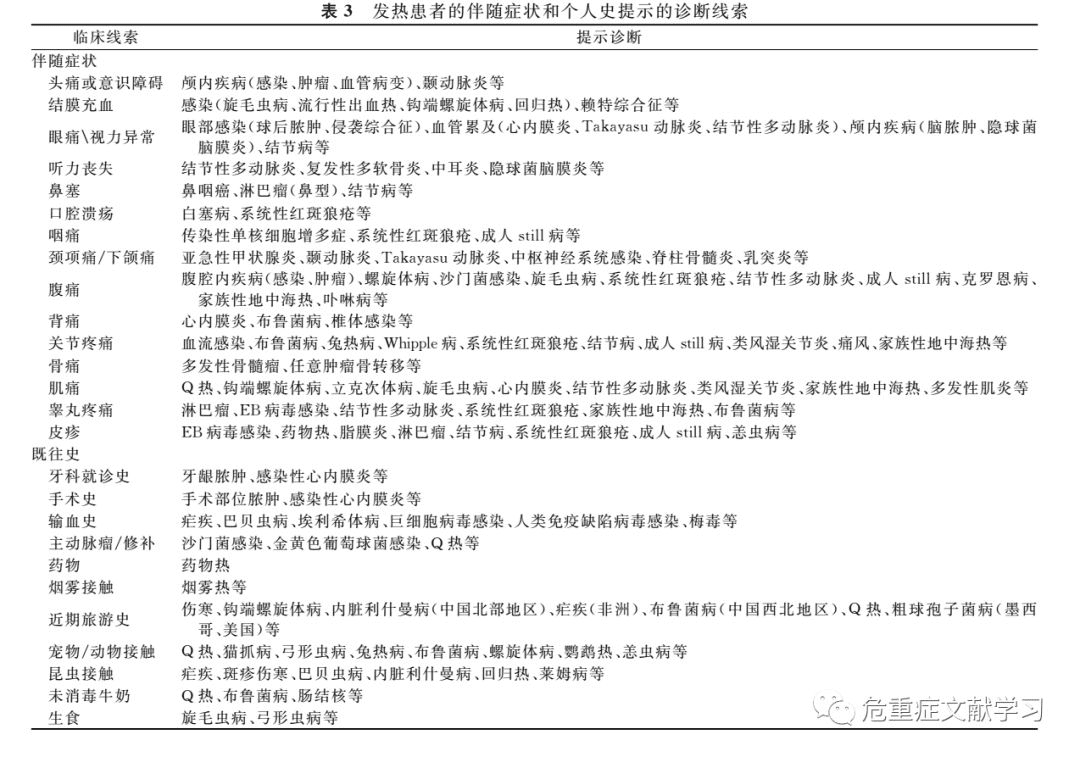 表 3 发热患者的伴随症状和个人史提示的诊断线索
临床线索 提示诊断
伴随症状
头痛或意识障碍 颅内疾病(感染、肿瘤、血管病变)、颞动脉炎等
结膜充血 感染(旋毛虫病、流行性出血热、钩端螺旋体病、回归热)、赖特综合征等
眼痛\视力异常 眼部感染(球后脓肿、侵袭综合征)、血管累及(心内膜炎、Takayasu 动脉炎、结节性多动脉炎)、颅内疾病(脑脓肿、隐球菌
脑膜炎)、结节病等
听力丧失 结节性多动脉炎、复发性多软骨炎、中耳炎、隐球菌脑膜炎等
鼻塞 鼻咽癌、淋巴瘤(鼻型)、结节病等
口腔溃疡 白塞病、系统性红斑狼疮等
咽痛 传染性单核细胞增多症、系统性红斑狼疮、成人 still 病等
颈项痛/下颌痛 亚急性甲状腺炎、颞动脉炎、Takayasu 动脉炎、中枢神经系统感染、脊柱骨髓炎、乳突炎等
腹痛 腹腔内疾病(感染、肿瘤)、螺旋体病、沙门菌感染、旋毛虫病、系统性红斑狼疮、结节性多动脉炎、成人 still 病、克罗恩病、
家族性地中海热、卟啉病等
背痛 心内膜炎、布鲁菌病、椎体感染等
关节疼痛 血流感染、布鲁菌病、兔热病、Whipple 病、系统性红斑狼疮、结节病、成人 still 病、类风湿关节炎、痛风、家族性地中海热等
骨痛 多发性骨髓瘤、任意肿瘤骨转移等
肌痛 Q 热、钩端螺旋体病、立克次体病、旋毛虫病、心内膜炎、结节性多动脉炎、类风湿关节炎、家族性地中海热、多发性肌炎等
睾丸疼痛 淋巴瘤、EB 病毒感染、结节性多动脉炎、系统性红斑狼疮、家族性地中海热、布鲁菌病等
皮疹 EB 病毒感染、药物热、脂膜炎、淋巴瘤、结节病、系统性红斑狼疮、成人 still 病、恙虫病等
既往史
牙科就诊史 牙龈脓肿、感染性心内膜炎等
手术史 手术部位脓肿、感染性心内膜炎等
输血史 疟疾、巴贝虫病、埃利希体病、巨细胞病毒感染、人类免疫缺陷病毒感染、梅毒等
主动脉瘤/修补 沙门菌感染、金黄色葡萄球菌感染、Q 热等
药物 药物热
烟雾接触 烟雾热等
近期旅游史 伤寒、钩端螺旋体病、内脏利什曼病(中国北部地区)、疟疾(非洲)、布鲁菌病(中国西北地区)、Q 热、粗球孢子菌病(墨西
哥、美国)等
宠物/动物接触 Q 热、猫抓病、弓形虫病、兔热病、布鲁菌病、螺旋体病、鹦鹉热、恙虫病等
昆虫接触 疟疾、斑疹伤寒、巴贝虫病、内脏利什曼病、回归热、莱姆病等
未消毒牛奶 Q 热、布鲁菌病、肠结核等
生食 旋毛虫病、弓形虫病等
危重症文献学习